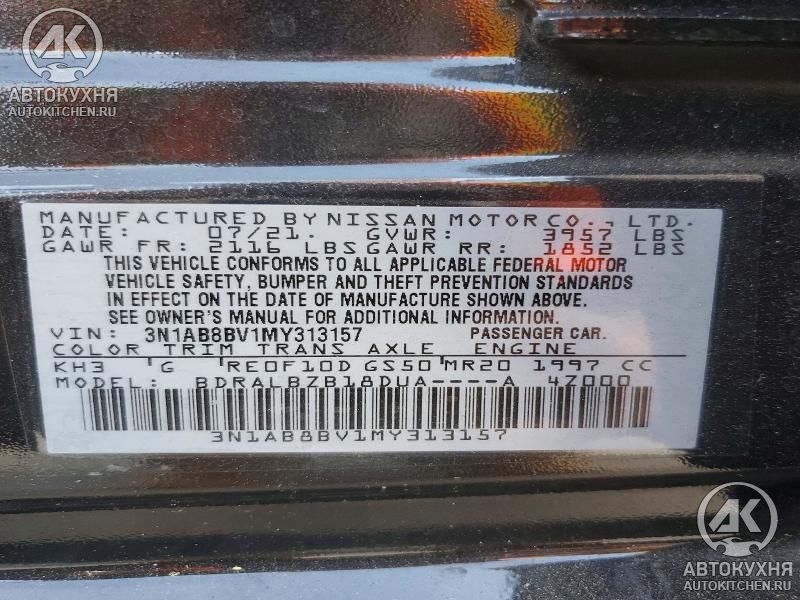 AK
АВТОКУХНЯ
AUTOKITCHEN.RU
MANUFACTURED BY NISSAN MOTOR CO., LTD.
DATE: 07/21. GVWR: 3957 LBS
GAWR FR: 2116 LBS GAWR RR: 1852 LBS
THIS VEHICLE CONFORMS TO ALL APPLICABLE FEDERAL MOTOR
VEHICLE SAFETY, BUMPER AND THEFT PREVENTION STANDARDS
IN EFFECT ON THE DATE OF MANUFACTURE SHOWN ABOVE.
SEE OWNER'S MANUAL FOR ADDITIONAL INFORMATION.
VIN: 3N1AB8BV1MY313157 PASSENGER CAR.
COLOR TRIM TRANS AXLE ENGINE
KH3 G RE0F10D GS50 MR20 1997 CC
MODEL: BDRALBZB18DUA----A 4Z000
3N1AB8BV1MY313157
AK
АВТОКУХНЯ
AUTOKITCHEN.RU